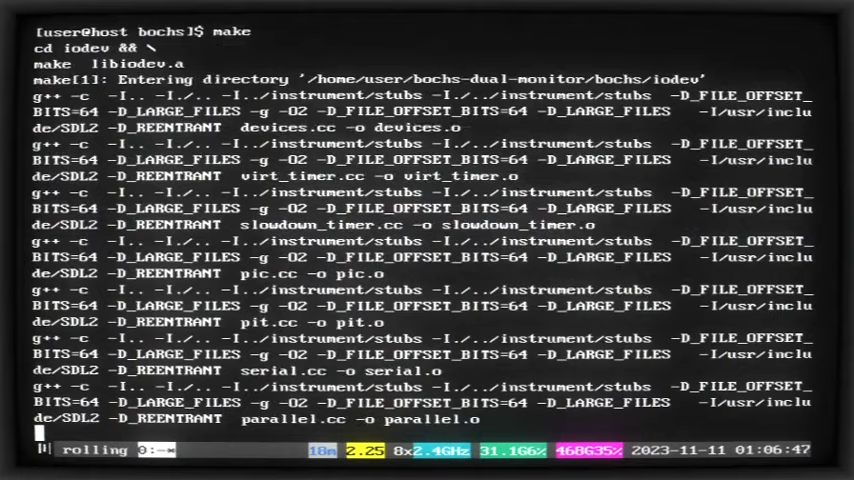 [user@host bochs]$ make
cd iodev && \
make  libiodev.a
make[1]: Entering directory '/home/user/bochs-dual-monitor/bochs/iodev'
g++ -c  -I.. -I./.. -I../instrument/stubs -I./../instrument/stubs  -D_FILE_OFFSET_
BITS=64 -D_LARGE_FILES -g -O2 -D_FILE_OFFSET_BITS=64 -D_LARGE_FILES   -I/usr/inclu
de/SDL2 -D_REENTRANT  devices.cc -o devices.o
g++ -c  -I.. -I./.. -I../instrument/stubs -I./../instrument/stubs  -D_FILE_OFFSET_
BITS=64 -D_LARGE_FILES -g -O2 -D_FILE_OFFSET_BITS=64 -D_LARGE_FILES   -I/usr/inclu
de/SDL2 -D_REENTRANT  virt_timer.cc -o virt_timer.o
g++ -c  -I.. -I./.. -I../instrument/stubs -I./../instrument/stubs  -D_FILE_OFFSET_
BITS=64 -D_LARGE_FILES -g -O2 -D_FILE_OFFSET_BITS=64 -D_LARGE_FILES   -I/usr/inclu
de/SDL2 -D_REENTRANT  slowdown_timer.cc -o slowdown_timer.o
g++ -c  -I.. -I./.. -I../instrument/stubs -I./../instrument/stubs  -D_FILE_OFFSET_
BITS=64 -D_LARGE_FILES -g -O2 -D_FILE_OFFSET_BITS=64 -D_LARGE_FILES   -I/usr/inclu
de/SDL2 -D_REENTRANT  pic.cc -o pic.o
g++ -c  -I.. -I./.. -I../instrument/stubs -I./../instrument/stubs  -D_FILE_OFFSET_
BITS=64 -D_LARGE_FILES -g -O2 -D_FILE_OFFSET_BITS=64 -D_LARGE_FILES   -I/usr/inclu
de/SDL2 -D_REENTRANT  pit.cc -o pit.o
g++ -c  -I.. -I./.. -I../instrument/stubs -I./../instrument/stubs  -D_FILE_OFFSET_
BITS=64 -D_LARGE_FILES -g -O2 -D_FILE_OFFSET_BITS=64 -D_LARGE_FILES   -I/usr/inclu
de/SDL2 -D_REENTRANT  serial.cc -o serial.o
g++ -c  -I.. -I./.. -I../instrument/stubs -I./../instrument/stubs  -D_FILE_OFFSET_
BITS=64 -D_LARGE_FILES -g -O2 -D_FILE_OFFSET_BITS=64 -D_LARGE_FILES   -I/usr/inclu
de/SDL2 -D_REENTRANT  parallel.cc -o parallel.o
rolling 0:- 18m 2.25 8x2.4GHz 31.1G6% 468G35% 2023-11-11 01:06:47